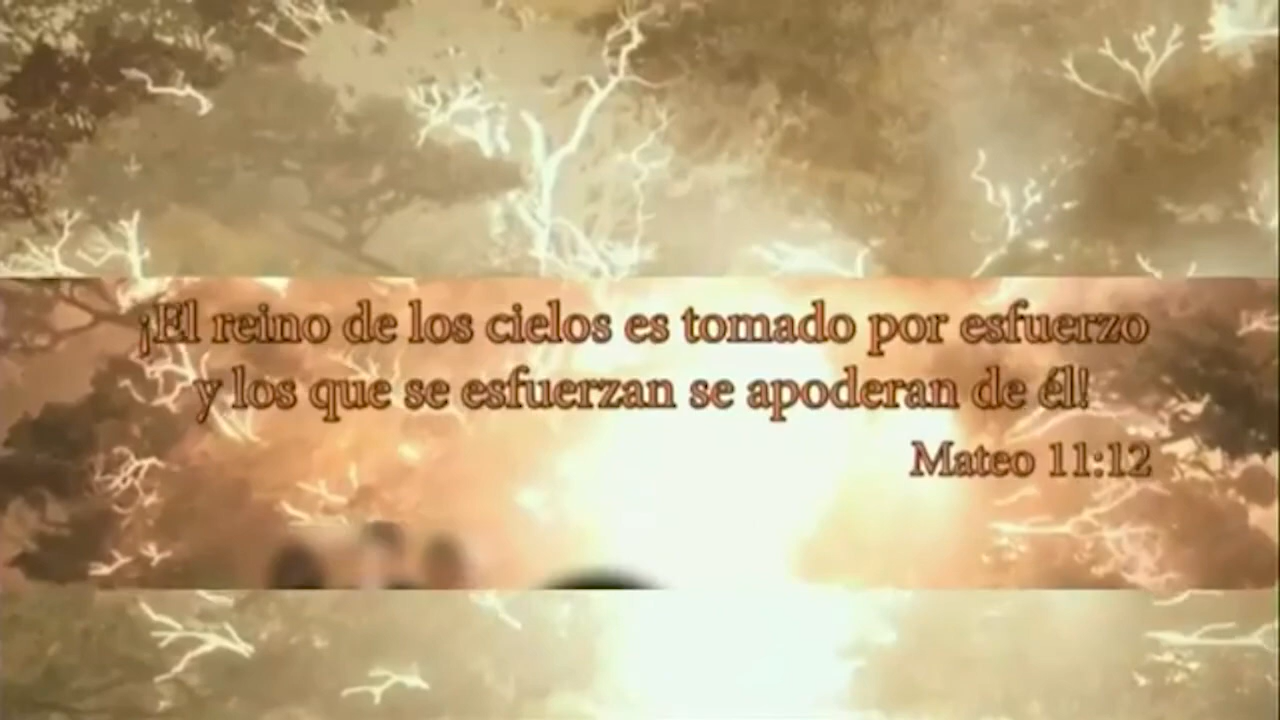 ¡El reino de los cielos es tomado por esfuerzo
y los que se esfuerzan se apoderan de él!
Mateo 11:12